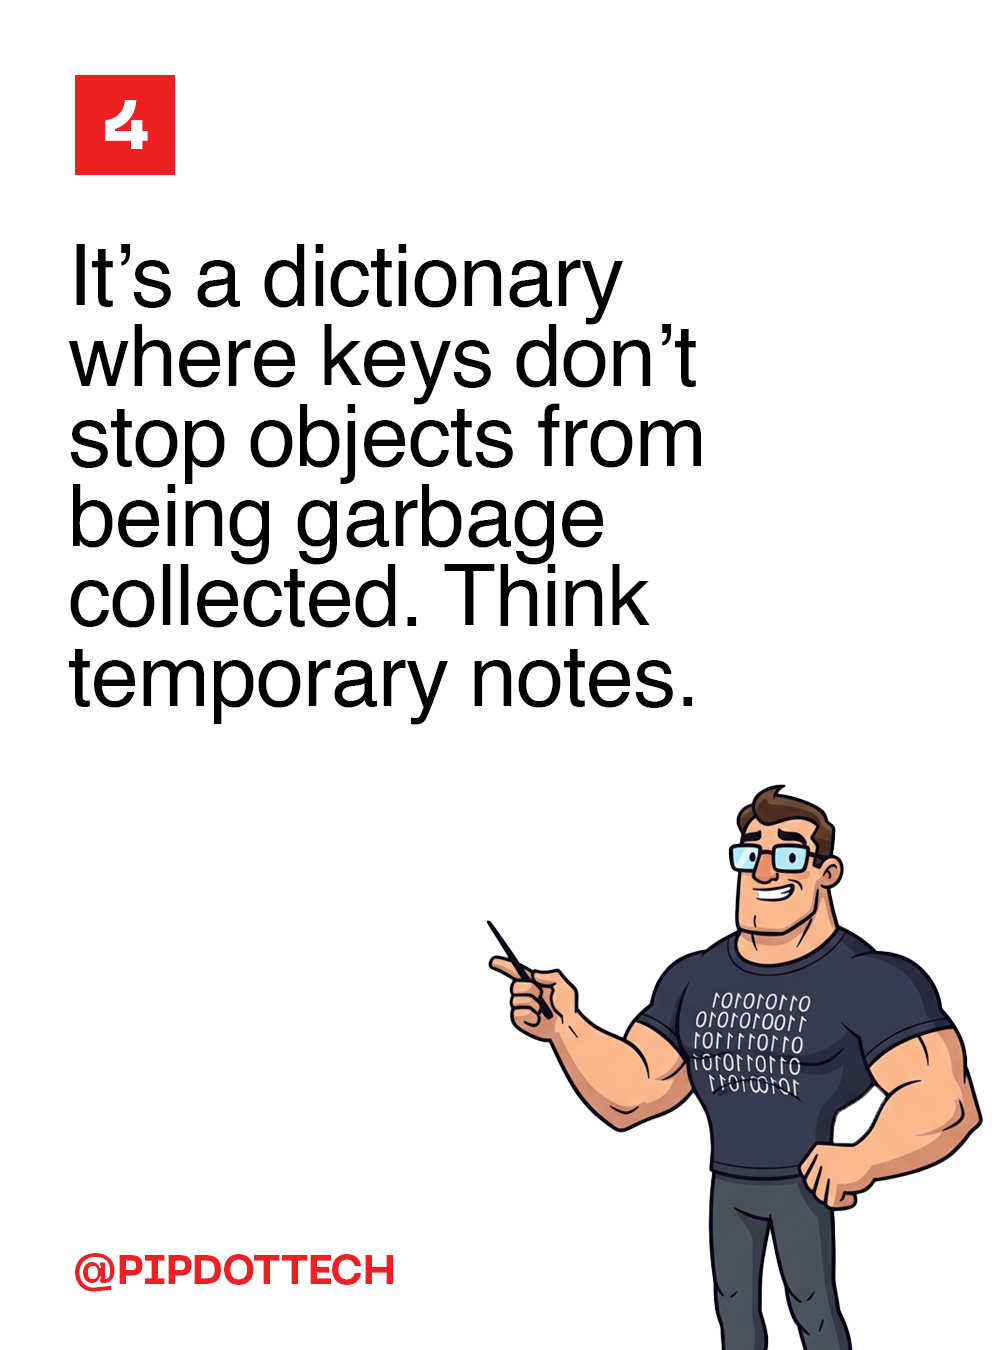 4
It’s a dictionary
where keys don’t
stop objects from
being garbage
collected. Think
temporary notes.
@PIPDOTTECH